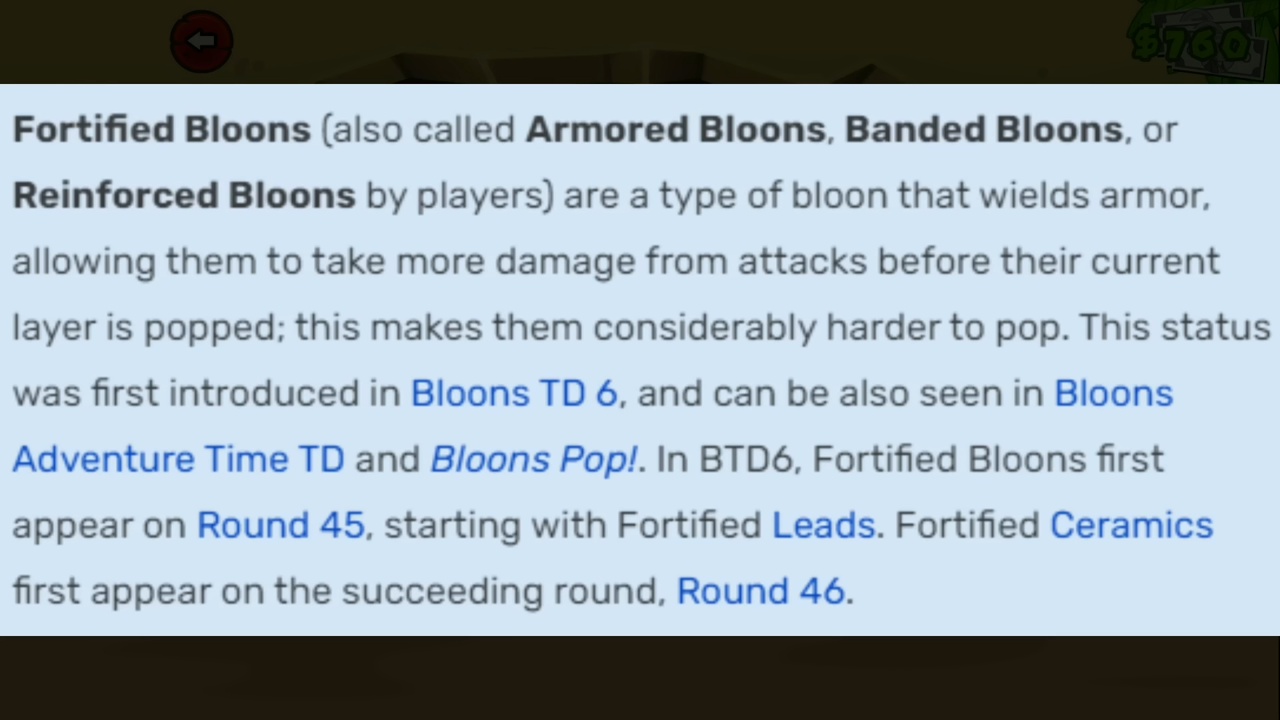 $760
Fortified Bloons (also called Armored Bloons, Banded Bloons, or
Reinforced Bloons by players) are a type of bloon that wields armor,
allowing them to take more damage from attacks before their current
layer is popped; this makes them considerably harder to pop. This status
was first introduced in Bloons TD 6, and can be also seen in Bloons
Adventure Time TD and Bloons Pop!. In BTD6, Fortified Bloons first
appear on Round 45, starting with Fortified Leads. Fortified Ceramics
first appear on the succeeding round, Round 46.